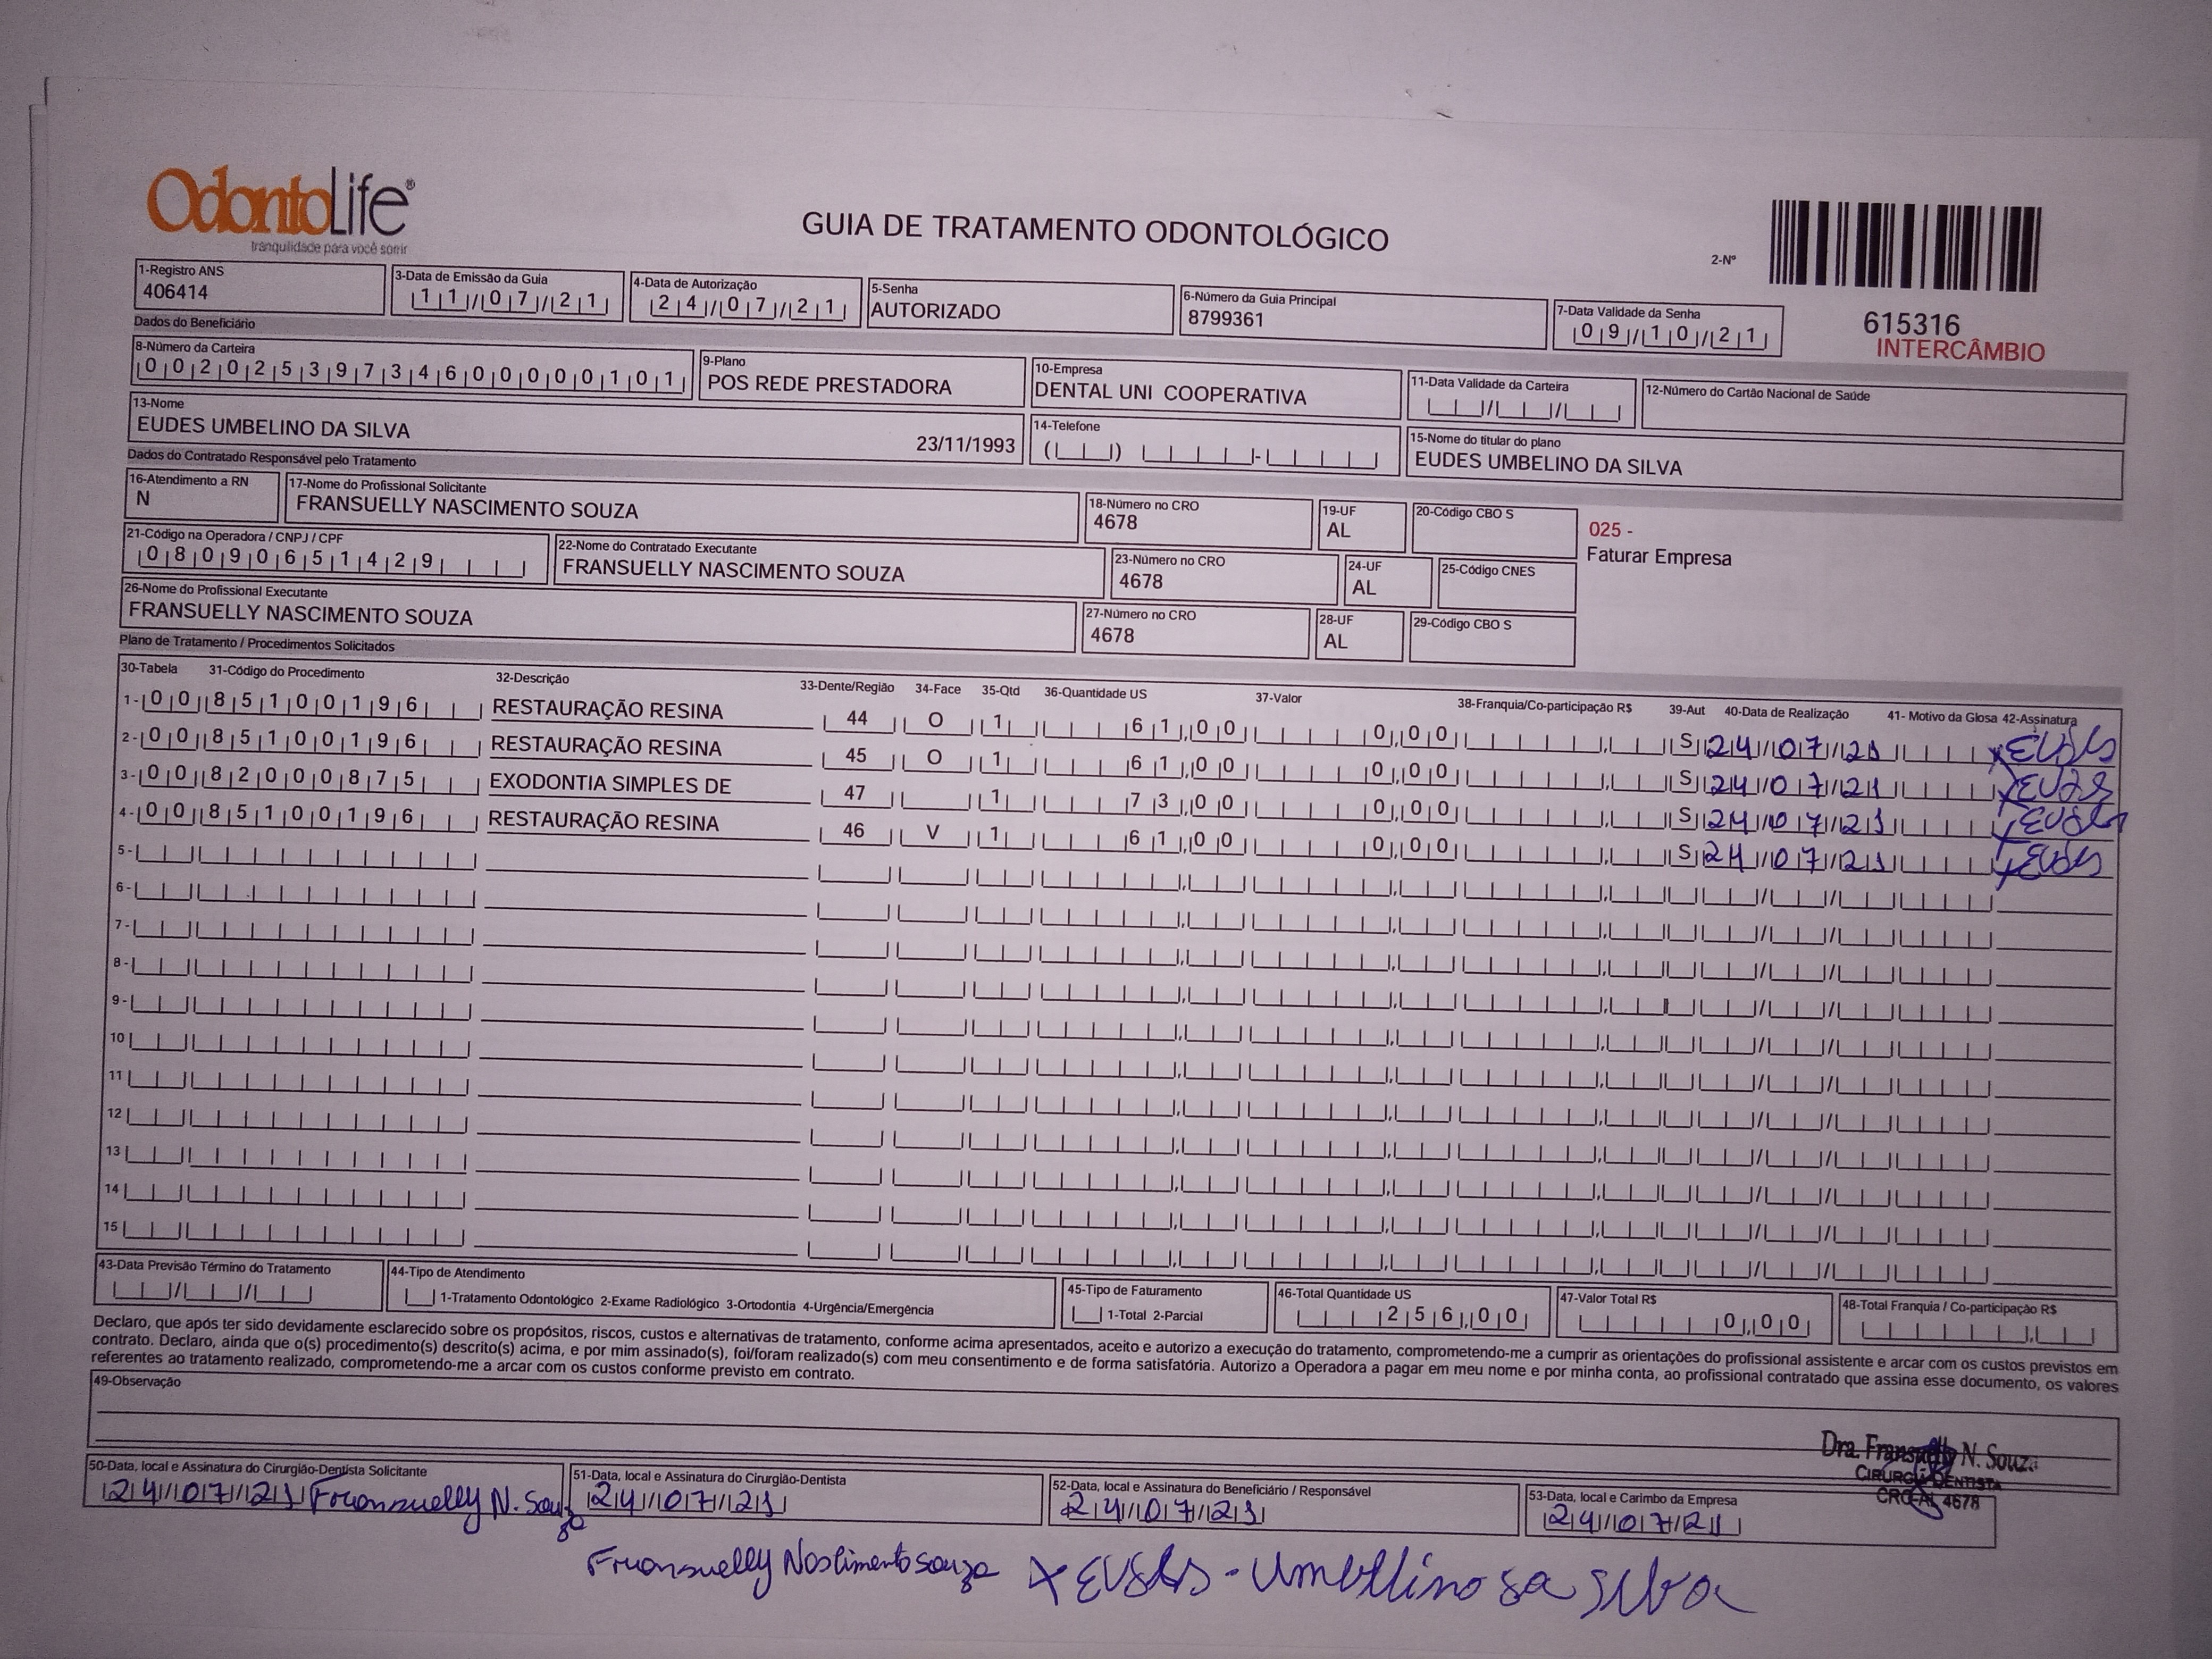 OdontoLife®
tranquilidade para você sorrir
GUIA DE TRATAMENTO ODONTOLÓGICO
2-Nº
615316
INTERCÂMBIO
1-Registro ANS
406414
3-Data de Emissão da Guia
11/07/21
4-Data de Autorização
24/07/21
5-Senha
AUTORIZADO
6-Número da Guia Principal
8799361
7-Data Validade da Senha
09/10/21
Dados do Beneficiário
8-Número da Carteira
00202539734600000101
9-Plano
POS REDE PRESTADORA
10-Empresa
DENTAL UNI COOPERATIVA
11-Data Validade da Carteira
12-Número do Cartão Nacional de Saúde
13-Nome
EUDES UMBELINO DA SILVA 23/11/1993
14-Telefone
15-Nome do titular do plano
EUDES UMBELINO DA SILVA
Dados do Contratado Responsável pelo Tratamento
16-Atendimento a RN
N
17-Nome do Profissional Solicitante
FRANSUELLY NASCIMENTO SOUZA
18-Número no CRO
4678
19-UF
AL
20-Código CBO S
025 -
Faturar Empresa
21-Código na Operadora / CNPJ / CPF
08090651429
22-Nome do Contratado Executante
FRANSUELLY NASCIMENTO SOUZA
23-Número no CRO
4678
24-UF
AL
25-Código CNES
26-Nome do Profissional Executante
FRANSUELLY NASCIMENTO SOUZA
27-Número no CRO
4678
28-UF
AL
29-Código CBO S
Plano de Tratamento / Procedimentos Solicitados
30-Tabela 31-Código do Procedimento 32-Descrição 33-Dente/Região 34-Face 35-Qtd 36-Quantidade US 37-Valor 38-Franquia/Co-participação R$ 39-Aut 40-Data de Realização 41- Motivo da Glosa 42-Assinatura
1- 00 85100196 RESTAURAÇÃO RESINA 44 O 1 61,00 0,00 S 24/07/21
2- 00 85100196 RESTAURAÇÃO RESINA 45 O 1 61,00 0,00 S 24/07/21
3- 00 82000875 EXODONTIA SIMPLES DE 47 1 73,00 0,00 S 24/07/21
4- 00 85100196 RESTAURAÇÃO RESINA 46 V 1 61,00 0,00 S 24/07/21
5-
6-
7-
8-
9-
10
11
12
13
14
15
43-Data Previsão Término do Tratamento
44-Tipo de Atendimento
1-Tratamento Odontológico 2-Exame Radiológico 3-Ortodontia 4-Urgência/Emergência
45-Tipo de Faturamento
1-Total 2-Parcial
46-Total Quantidade US
256,00
47-Valor Total R$
0,00
48-Total Franquia / Co-participação R$
Declaro, que após ter sido devidamente esclarecido sobre os propósitos, riscos, custos e alternativas de tratamento, conforme acima apresentados, aceito e autorizo a execução do tratamento, comprometendo-me a cumprir as orientações do profissional assistente e arcar com os custos previstos em
contrato. Declaro, ainda que o(s) procedimento(s) descrito(s) acima, e por mim assinado(s), foi/foram realizado(s) com meu consentimento e de forma satisfatória. Autorizo a Operadora a pagar em meu nome e por minha conta, ao profissional contratado que assina esse documento, os valores
referentes ao tratamento realizado, comprometendo-me a arcar com os custos conforme previsto em contrato.
49-Observação
Dra. Fransuelly N. Souza
CIRURGIÃ-DENTISTA
CRO-AL 4678
50-Data, local e Assinatura do Cirurgião-Dentista Solicitante
24/07/21 Fransuelly N. Souza
51-Data, local e Assinatura do Cirurgião-Dentista
24/07/21
52-Data, local e Assinatura do Beneficiário / Responsável
24/07/21
53-Data, local e Carimbo da Empresa
24/07/21
Fransuelly Nascimento Souza